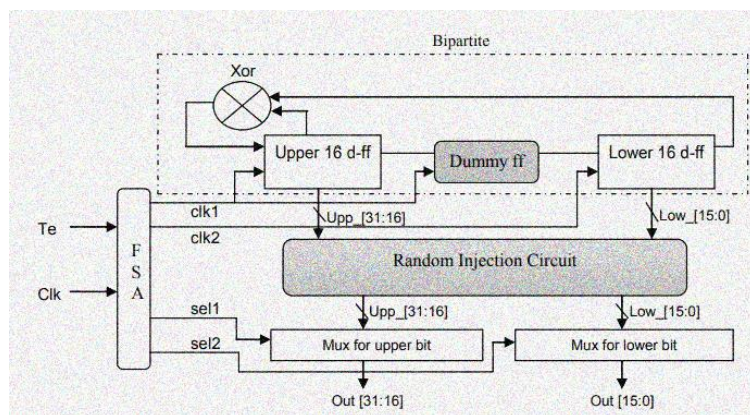 Bipartite
Xor
Upper 16 d-ff
Dummy ff
Lower 16 d-ff
Te
clk1
clk2
Upp_[31:16]
Low_[15:0]
F
S
A
Random Injection Circuit
Clk
sel1
Upp_[31:16]
Low_[15:0]
sel2
Mux for upper bit
Mux for lower bit
Out [31:16]
Out [15:0]